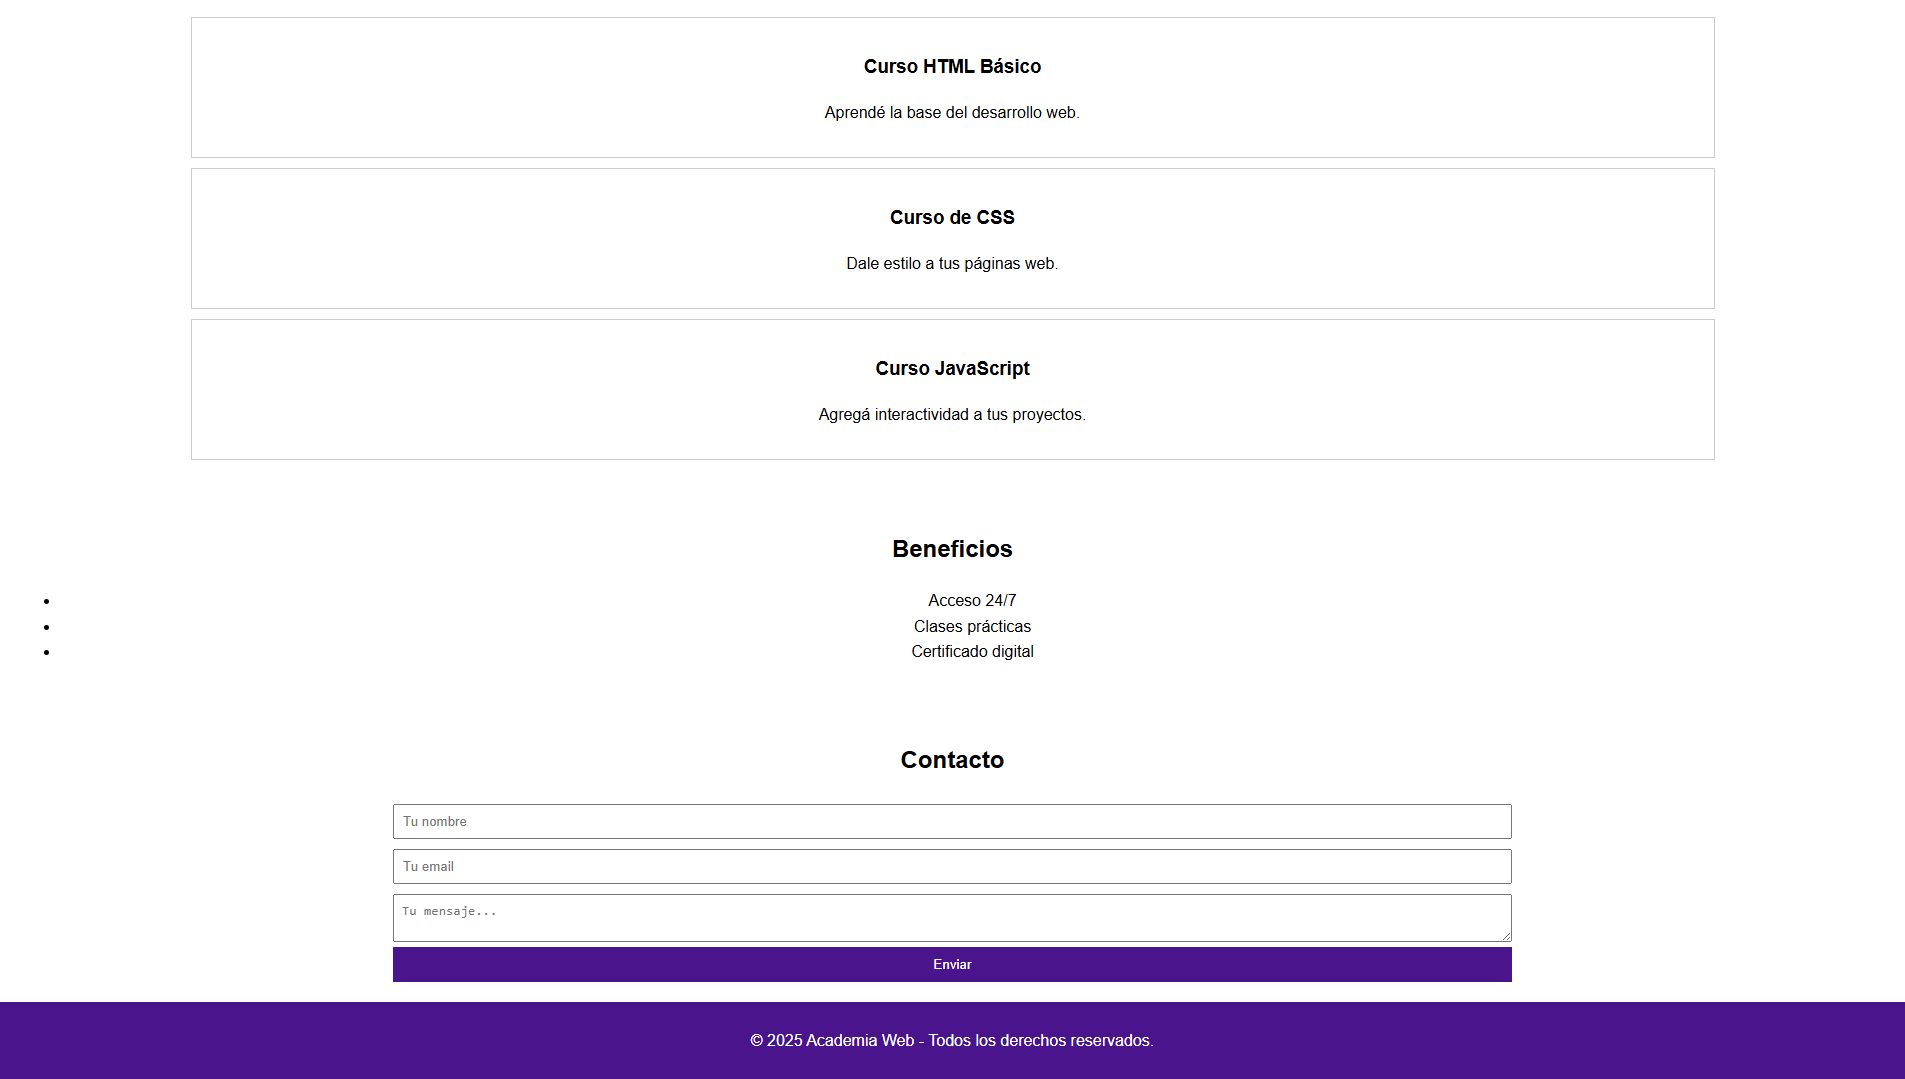 Curso HTML Básico
Aprendé la base del desarrollo web.
Curso de CSS
Dale estilo a tus páginas web.
Curso JavaScript
Agregá interactividad a tus proyectos.
Beneficios
• Acceso 24/7
• Clases prácticas
• Certificado digital
Contacto
Tu nombre
Tu email
Tu mensaje...
Enviar
© 2025 Academia Web - Todos los derechos reservados.